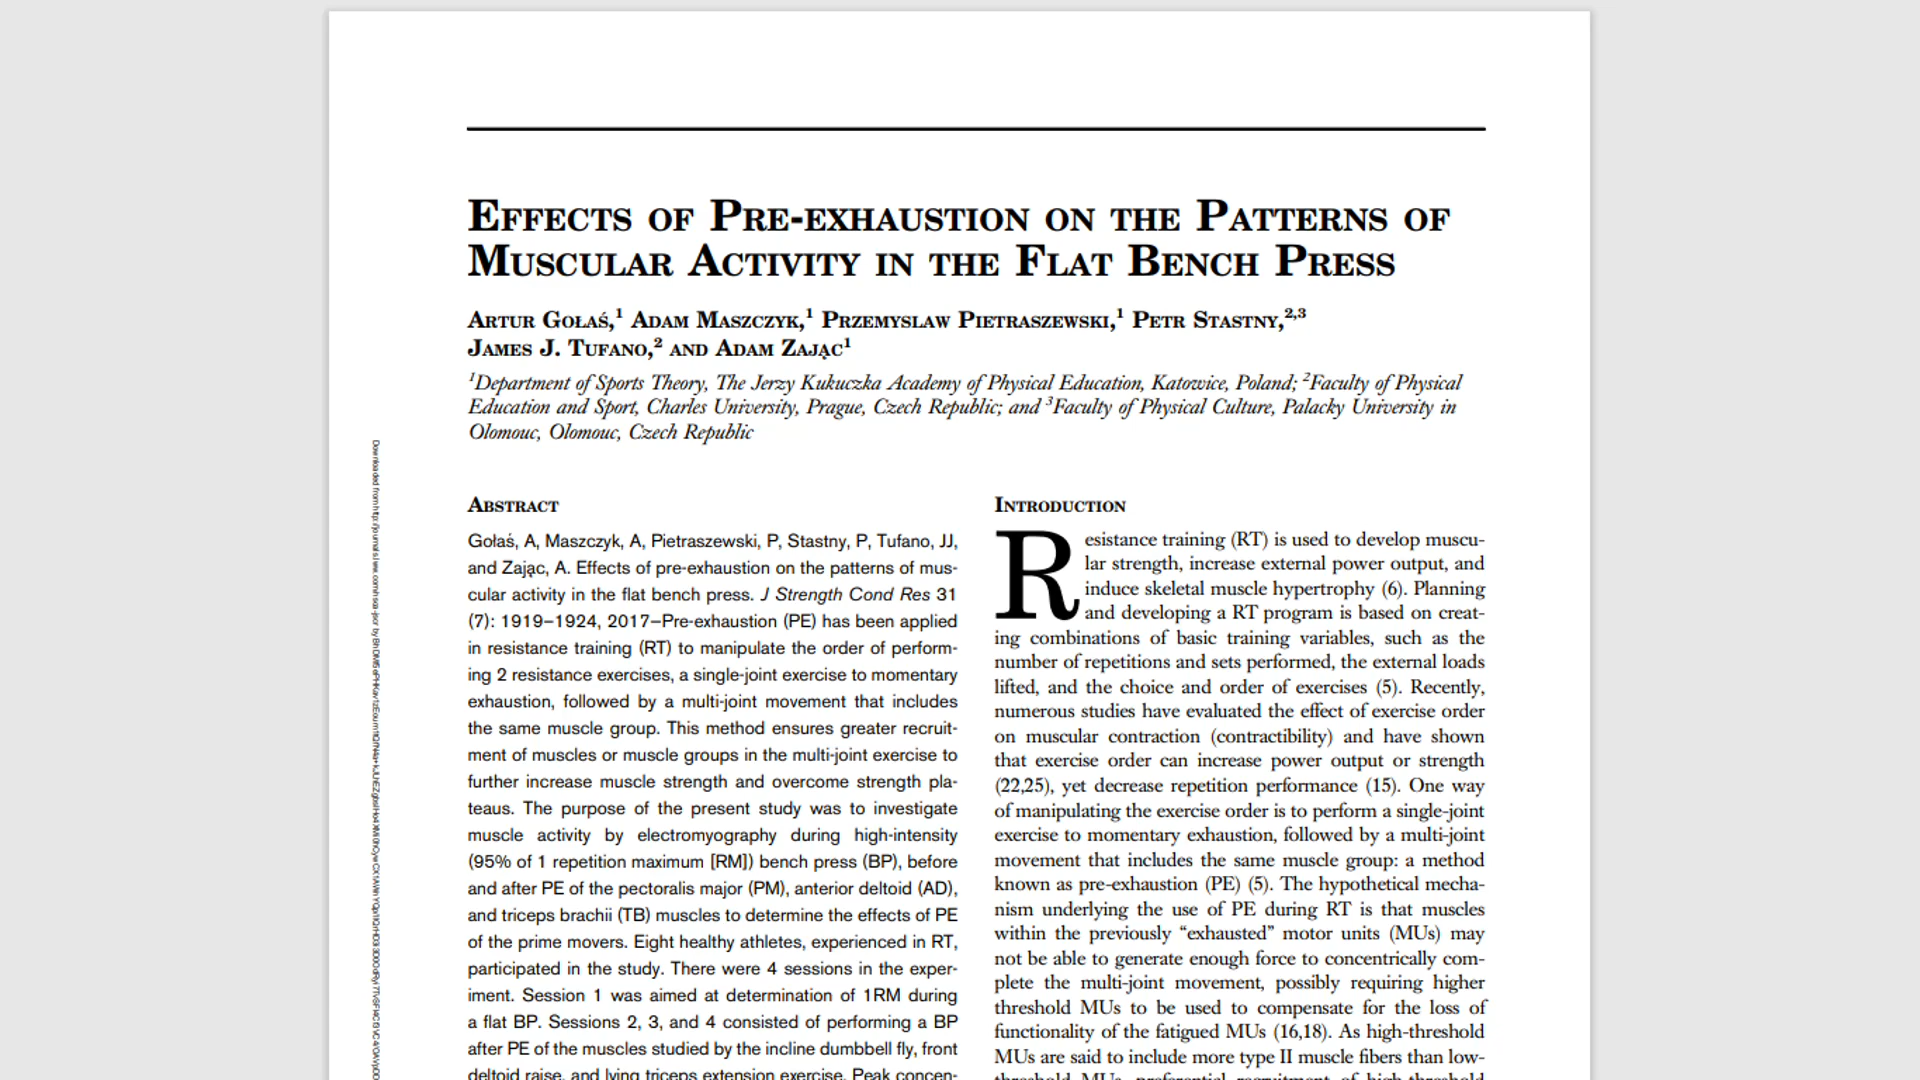 EFFECTS OF PRE-EXHAUSTION ON THE PATTERNS OF
MUSCULAR ACTIVITY IN THE FLAT BENCH PRESS
ARTUR GOŁAŚ,1 ADAM MASZCZYK,1 PRZEMYSLAW PIETRASZEWSKI,1 PETR STASTNY,2,3
JAMES J. TUFANO,2 AND ADAM ZAJĄC1
1Department of Sports Theory, The Jerzy Kukuczka Academy of Physical Education, Katowice, Poland; 2Faculty of Physical
Education and Sport, Charles University, Prague, Czech Republic; and 3Faculty of Physical Culture, Palacky University in
Olomouc, Olomouc, Czech Republic
ABSTRACT
Gołaś, A, Maszczyk, A, Pietraszewski, P, Stastny, P, Tufano, JJ,
and Zając, A. Effects of pre-exhaustion on the patterns of mus-
cular activity in the flat bench press. J Strength Cond Res 31
(7): 1919–1924, 2017—Pre-exhaustion (PE) has been applied
in resistance training (RT) to manipulate the order of perform-
ing 2 resistance exercises, a single-joint exercise to momentary
exhaustion, followed by a multi-joint movement that includes
the same muscle group. This method ensures greater recruit-
ment of muscles or muscle groups in the multi-joint exercise to
further increase muscle strength and overcome strength pla-
teaus. The purpose of the present study was to investigate
muscle activity by electromyography during high-intensity
(95% of 1 repetition maximum [RM]) bench press (BP), before
and after PE of the pectoralis major (PM), anterior deltoid (AD),
and triceps brachii (TB) muscles to determine the effects of PE
of the prime movers. Eight healthy athletes, experienced in RT,
participated in the study. There were 4 sessions in the exper-
iment. Session 1 was aimed at determination of 1RM during
a flat BP. Sessions 2, 3, and 4 consisted of performing a BP
after PE of the muscles studied by the incline dumbbell fly, front
deltoid raise, and lying triceps extension exercise. Peak concen-
INTRODUCTION
Resistance training (RT) is used to develop muscu-
lar strength, increase external power output, and
induce skeletal muscle hypertrophy (6). Planning
and developing a RT program is based on creat-
ing combinations of basic training variables, such as the
number of repetitions and sets performed, the external loads
lifted, and the choice and order of exercises (5). Recently,
numerous studies have evaluated the effect of exercise order
on muscular contraction (contractibility) and have shown
that exercise order can increase power output or strength
(22,25), yet decrease repetition performance (15). One way
of manipulating the exercise order is to perform a single-joint
exercise to momentary exhaustion, followed by a multi-joint
movement that includes the same muscle group: a method
known as pre-exhaustion (PE) (5). The hypothetical mecha-
nism underlying the use of PE during RT is that muscles
within the previously “exhausted” motor units (MUs) may
not be able to generate enough force to concentrically com-
plete the multi-joint movement, possibly requiring higher
threshold MUs to be used to compensate for the loss of
functionality of the fatigued MUs (16,18). As high-threshold
MUs are said to include more type II muscle fibers than low-
threshold MUs, preferential recruitment of high-threshold